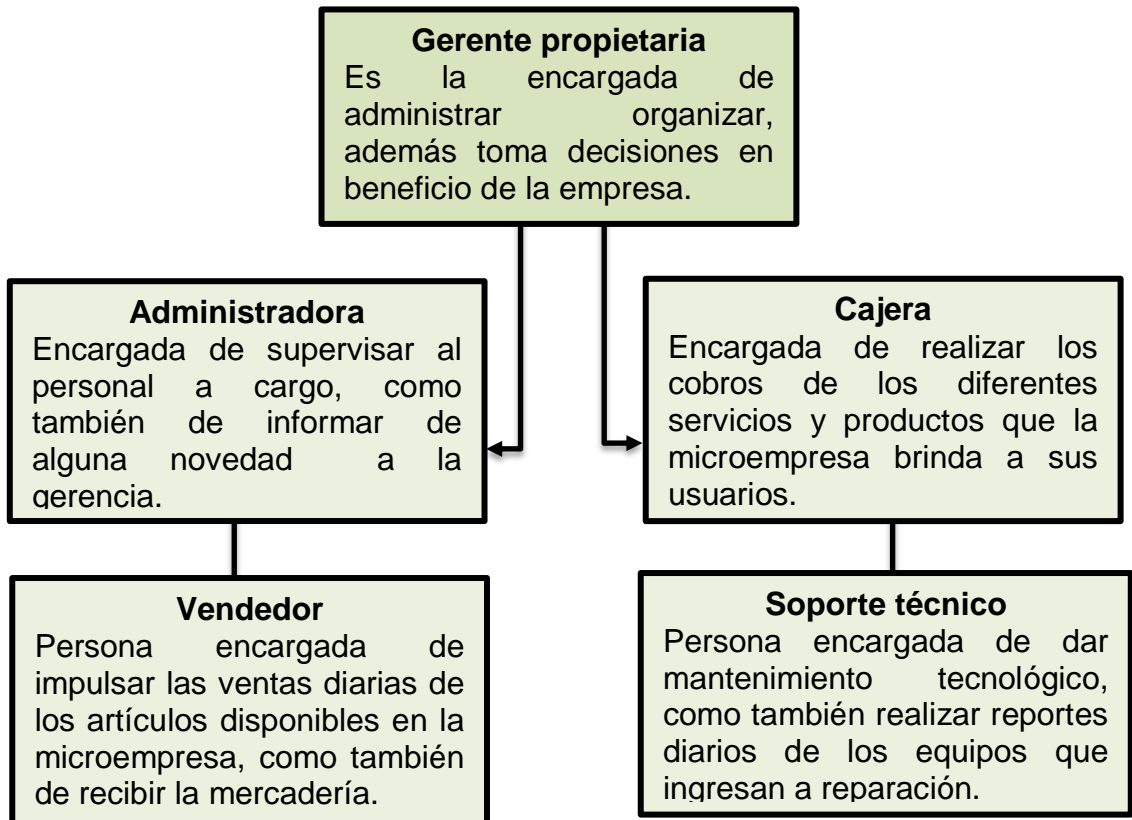 Gerente propietaria
Es la encargada de
administrar organizar,
además toma decisiones en
beneficio de la empresa.
Administradora
Encargada de supervisar al
personal a cargo, como
también de informar de
alguna novedad a la
gerencia.
Cajera
Encargada de realizar los
cobros de los diferentes
servicios y productos que la
microempresa brinda a sus
usuarios.
Vendedor
Persona encargada de
impulsar las ventas diarias de
los artículos disponibles en la
microempresa, como también
de recibir la mercadería.
Soporte técnico
Persona encargada de dar
mantenimiento tecnológico,
como también realizar reportes
diarios de los equipos que
ingresan a reparación.